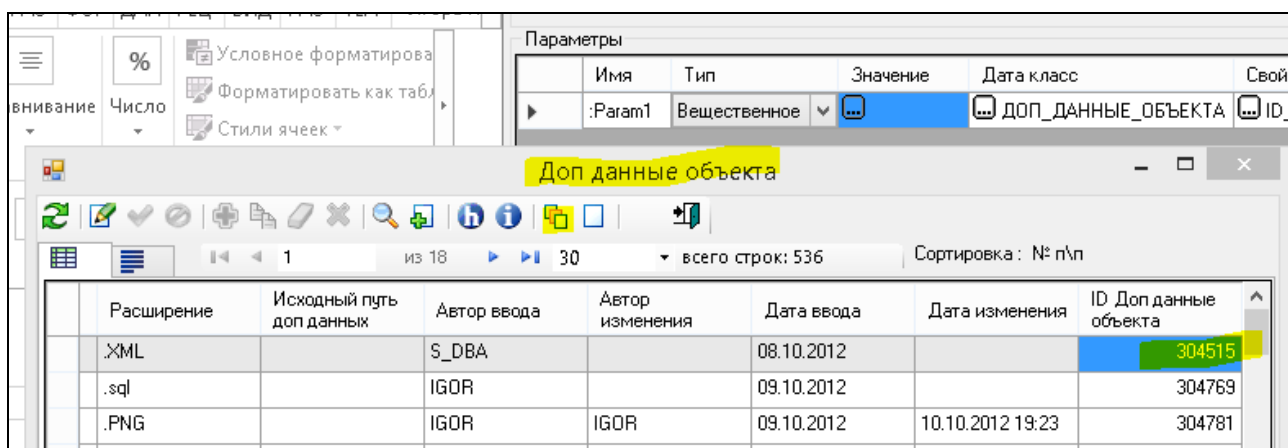 Условное форматирова
Форматировать как табл
Стили ячеек
%
Число
Параметры
Имя Тип Значение Дата класс Свой
:Param1 Вещественное ... ... ДОП_ДАННЫЕ_ОБЪЕКТА ... ID_
Доп данные объекта
1 из 18 30 всего строк: 536 Сортировка : № п\п
Расширение Исходный путь доп данных Автор ввода Автор изменения Дата ввода Дата изменения ID Доп данные объекта
.XML S_DBA 08.10.2012 304515
.sql IGOR 09.10.2012 304769
.PNG IGOR IGOR 09.10.2012 10.10.2012 19:23 304781